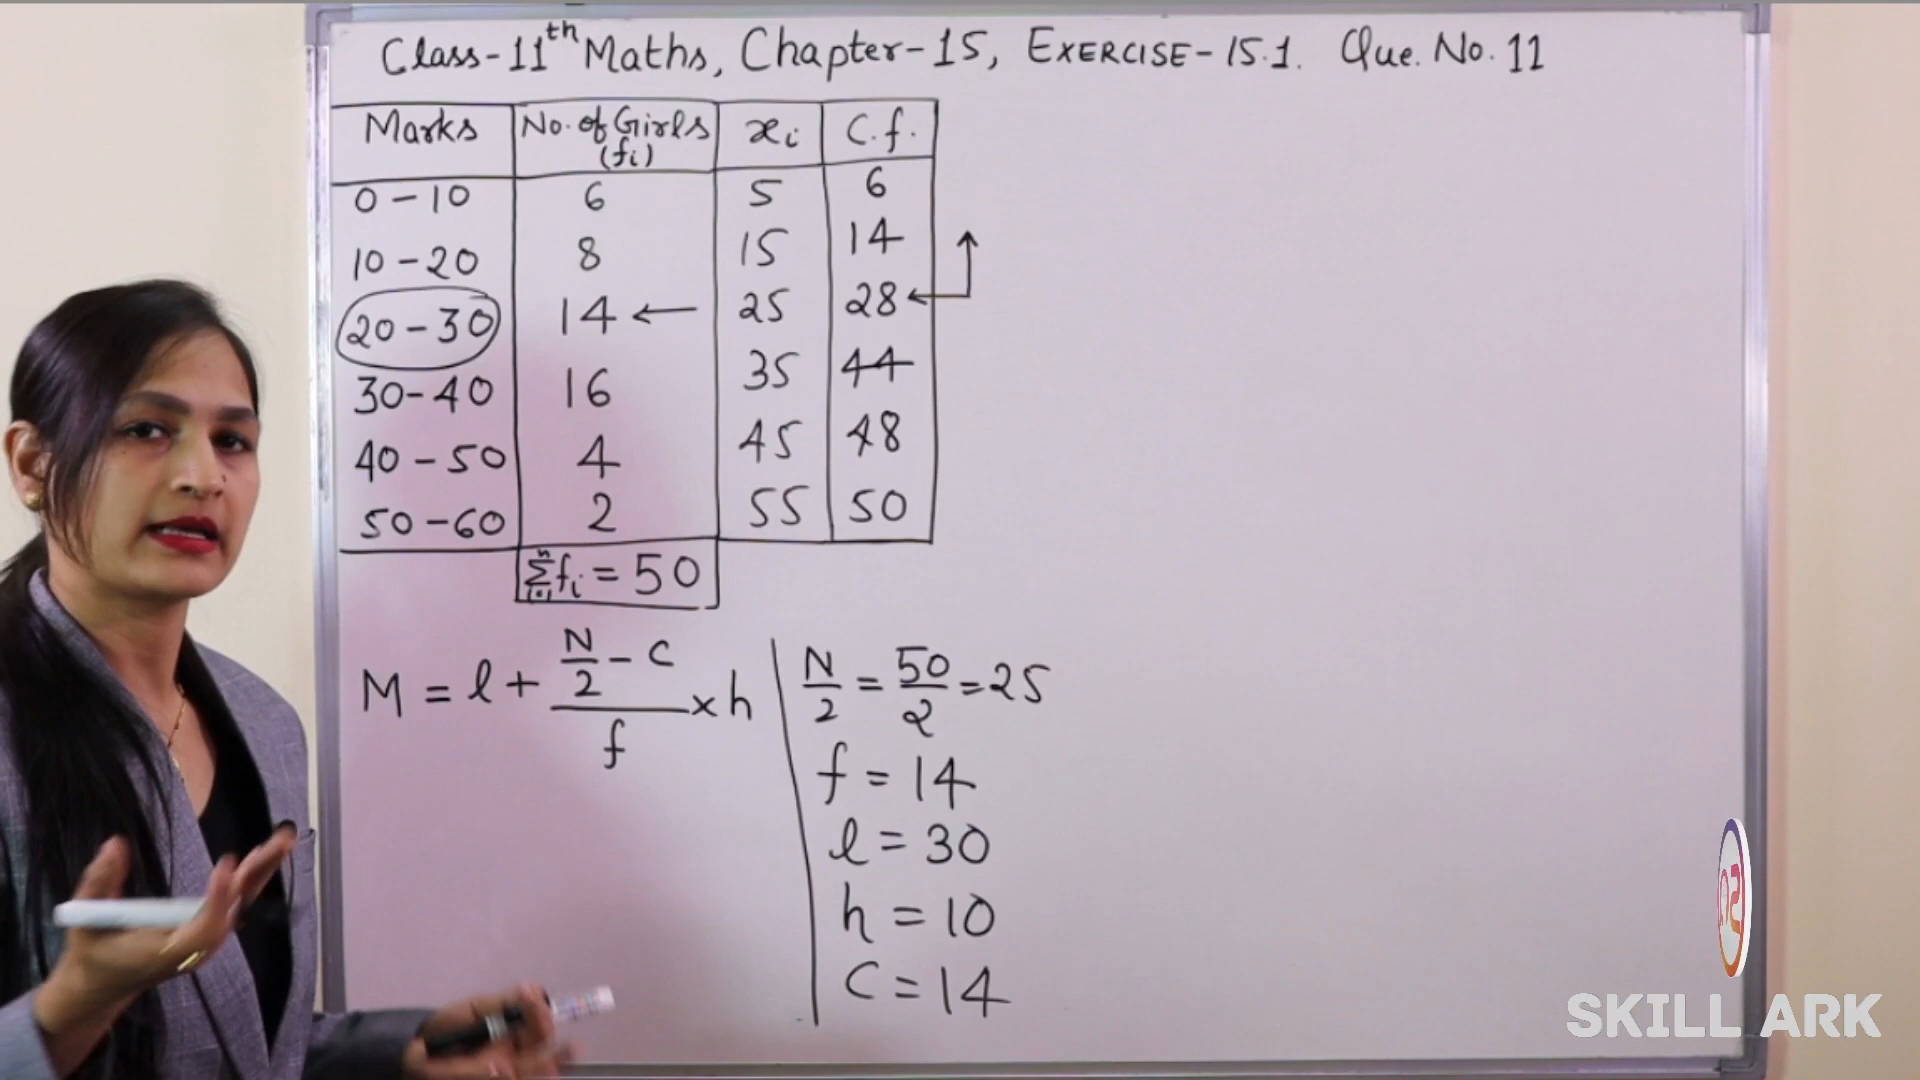 Class-11th Maths, Chapter-15, EXERCISE-15.1. Que. No. 11
Marks No. of Girls (fi) xi C.f.
0-10 6 5 6
10-20 8 15 14
20-30 14 ← 25 28
30-40 16 35 44
40-50 4 45 48
50-60 2 55 50
n∑i=1 fi = 50
M = l + (N/2 - C)/f × h
N/2 = 50/2 = 25
f = 14
l = 30
h = 10
C = 14
SKILL ARK